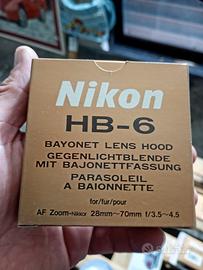 Nikon
HB-6
BAYONET LENS HOOD
GEGENLICHTBLENDE
MIT BAJONETTFASSUNG
PARASOLEIL
A BAIONNETTE
for/fur/pour
AF Zoom-Nikkor 28mm~70mm f/3.5~4.5